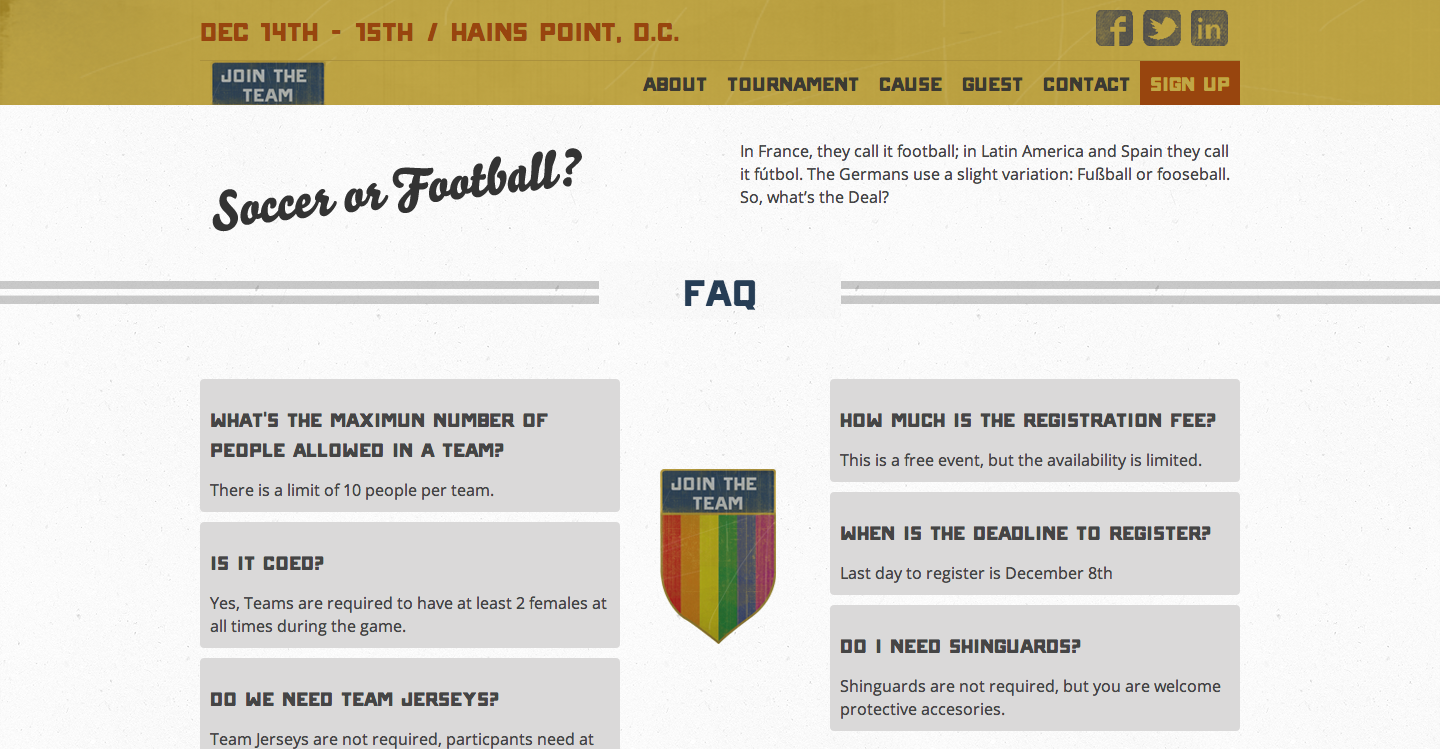 DEC 14TH - 15TH / HAINS POINT, D.C.
JOIN THE
TEAM
ABOUT TOURNAMENT CAUSE GUEST CONTACT SIGN UP
Soccer or Football?
In France, they call it football; in Latin America and Spain they call
it fútbol. The Germans use a slight variation: Fußball or fooseball.
So, what's the Deal?
FAQ
WHAT'S THE MAXIMUN NUMBER OF
PEOPLE ALLOWED IN A TEAM?
There is a limit of 10 people per team.
IS IT COED?
Yes, Teams are required to have at least 2 females at
all times during the game.
DO WE NEED TEAM JERSEYS?
Team Jerseys are not required, particpants need at
JOIN THE
TEAM
HOW MUCH IS THE REGISTRATION FEE?
This is a free event, but the availability is limited.
WHEN IS THE DEADLINE TO REGISTER?
Last day to register is December 8th
DO I NEED SHINGUARDS?
Shinguards are not required, but you are welcome
protective accesories.